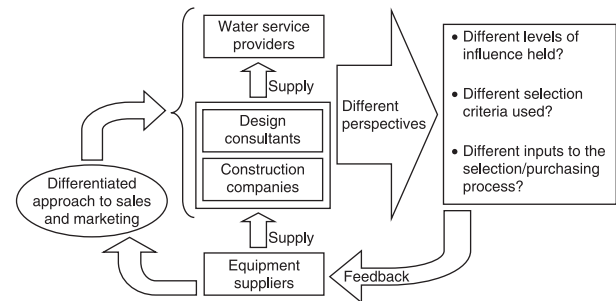 Water service
providers
Supply
Design
consultants
Construction
companies
Supply
Equipment
suppliers
Differentiated
approach to sales
and marketing
Different
perspectives
• Different levels of
influence held?
• Different selection
criteria used?
• Different inputs to the
selection/purchasing
process?
Feedback